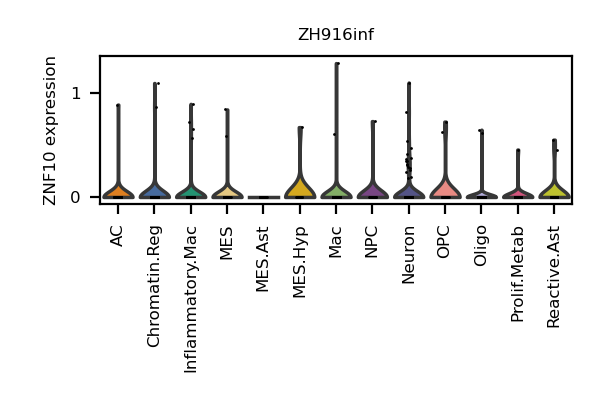 ZH916inf
ZNF10 expression
1
0
AC
Chromatin.Reg
Inflammatory.Mac
MES
MES.Ast
MES.Hyp
Mac
NPC
Neuron
OPC
Oligo
Prolif.Metab
Reactive.Ast